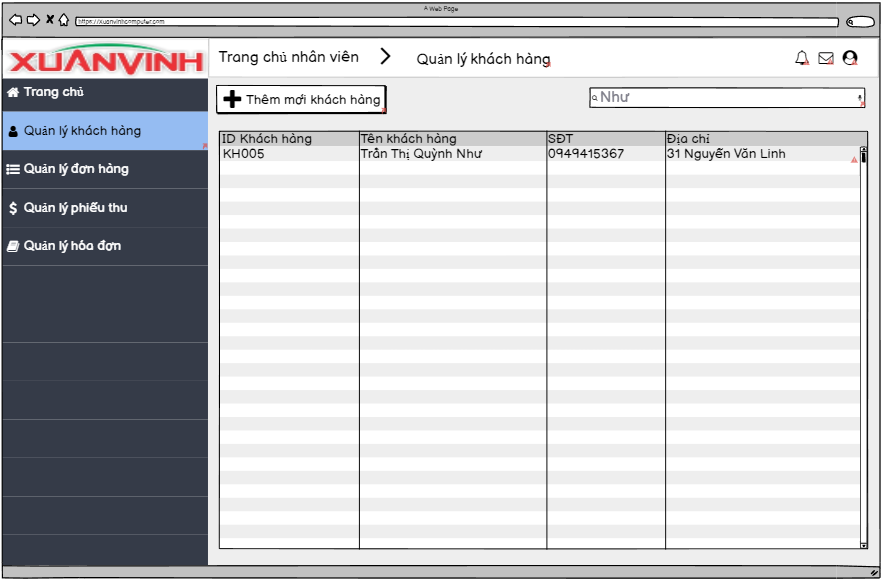 A Web Page
https://xuanvinhcomputer.com
XUÂNVINH
Trang chủ nhân viên
Quản lý khách hàng
Trang chủ
Quản lý khách hàng
Quản lý đơn hàng
Quản lý phiếu thu
Quản lý hóa đơn
Thêm mới khách hàng
Như
ID Khách hàng Tên khách hàng SĐT Địa chỉ
KH005 Trần Thị Quỳnh Như 0949415367 31 Nguyễn Văn Linh